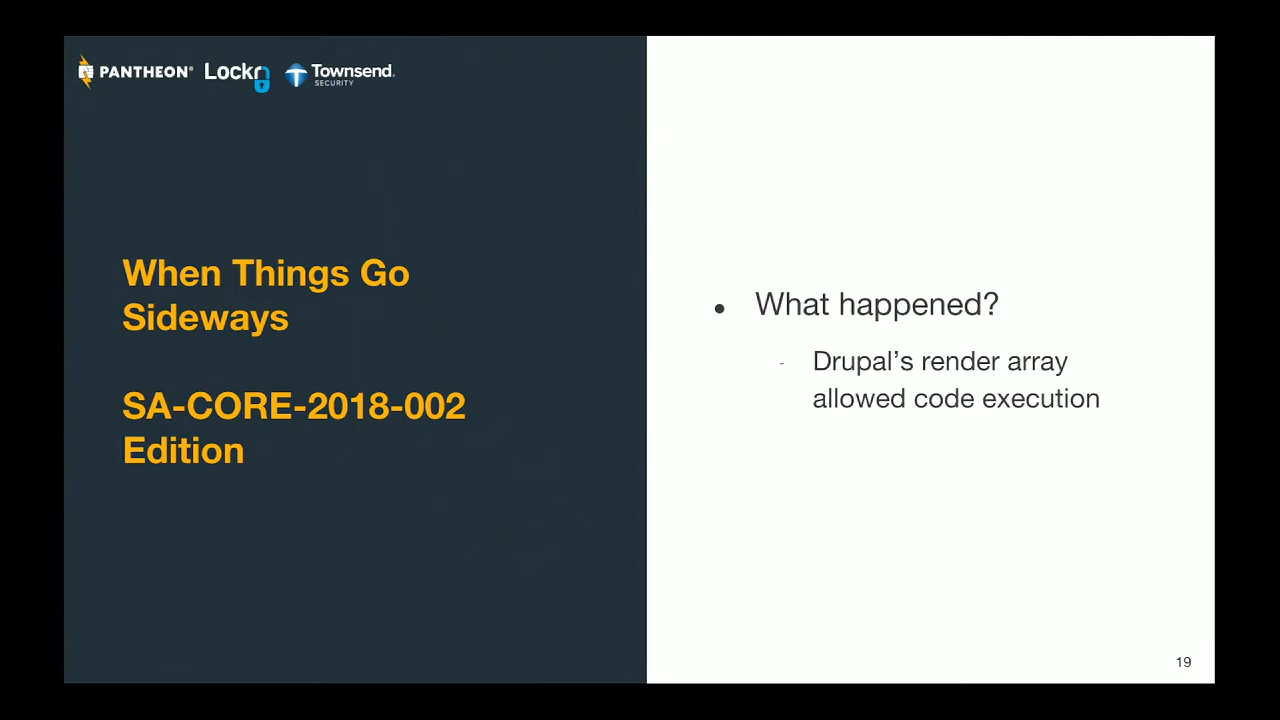 PANTHEON® Lockr Townsend.
SECURITY
When Things Go
Sideways
SA-CORE-2018-002
Edition
● What happened?
- Drupal’s render array
allowed code execution
19